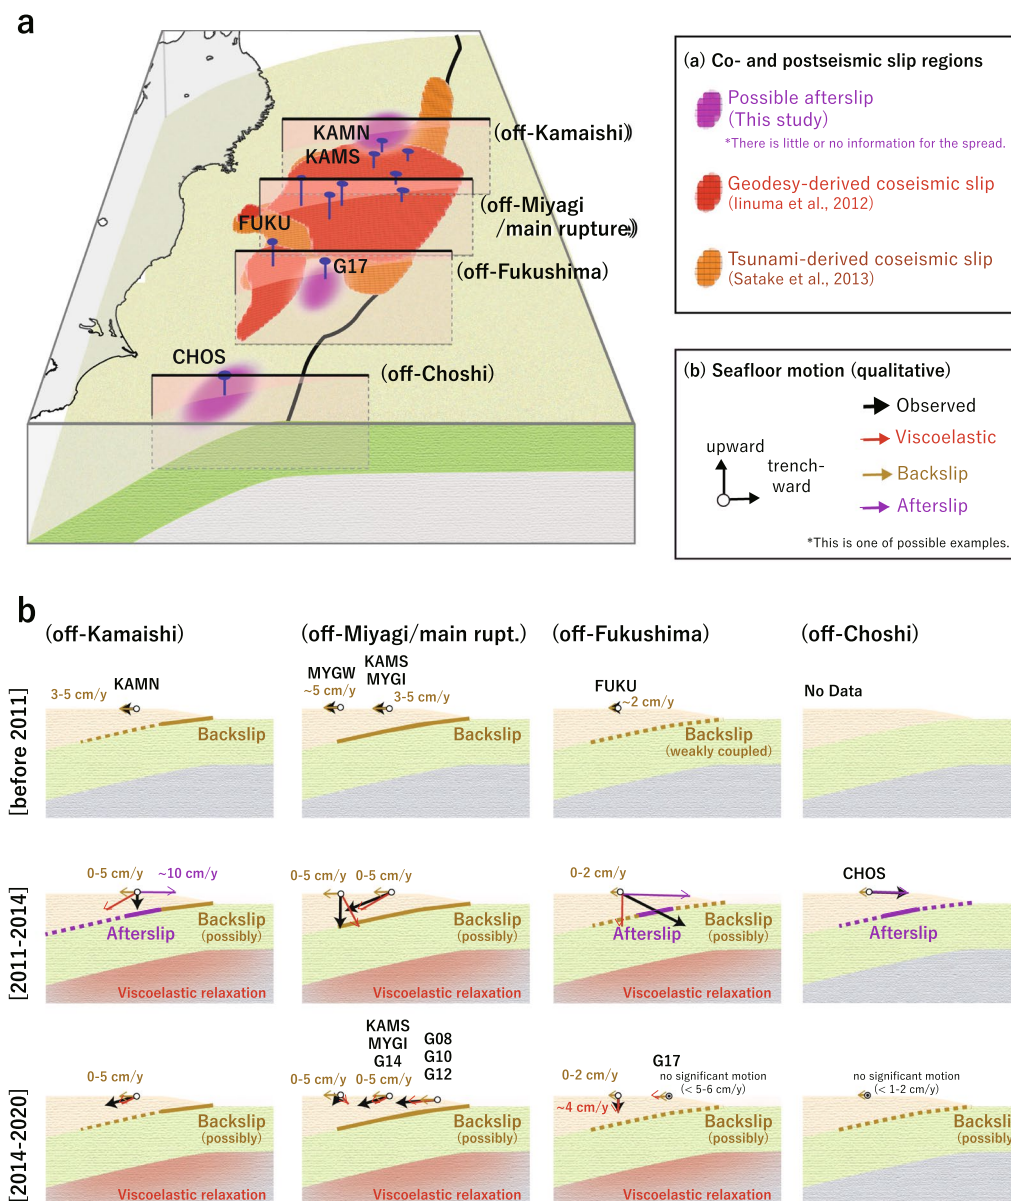 a
KAMN
KAMS
(off-Kamaishi)
(off-Miyagi
/main rupture)
FUKU
G17
(off-Fukushima)
CHOS
(off-Choshi)
(a) Co- and postseismic slip regions
Possible afterslip
(This study)
*There is little or no information for the spread.
Geodesy-derived coseismic slip
(Iinuma et al., 2012)
Tsunami-derived coseismic slip
(Satake et al., 2013)
(b) Seafloor motion (qualitative)
upward
trench-
ward
Observed
Viscoelastic
Backslip
Afterslip
*This is one of possible examples.
b
(off-Kamaishi)
(off-Miyagi/main rupt.)
(off-Fukushima)
(off-Choshi)
[before 2011]
3-5 cm/y
KAMN
Backslip
MYGW
~5 cm/y
KAMS
MYGI
3-5 cm/y
Backslip
FUKU
~2 cm/y
Backslip
(weakly coupled)
No Data
[2011-2014]
0-5 cm/y
~10 cm/y
Afterslip
Backslip
(possibly)
Viscoelastic relaxation
0-5 cm/y
0-5 cm/y
Backslip
(possibly)
Viscoelastic relaxation
0-2 cm/y
Afterslip
Backslip
(possibly)
Viscoelastic relaxation
CHOS
Afterslip
[2014-2020]
0-5 cm/y
Backslip
(possibly)
Viscoelastic relaxation
KAMS
MYGI
G14
G08
G10
G12
0-5 cm/y
0-5 cm/y
Backslip
(possibly)
Viscoelastic relaxation
0-2 cm/y
~4 cm/y
G17
no significant motion
(< 5-6 cm/y)
Backslip
(possibly)
Viscoelastic relaxation
no significant motion
(< 1-2 cm/y)
Backslip
(possibly)